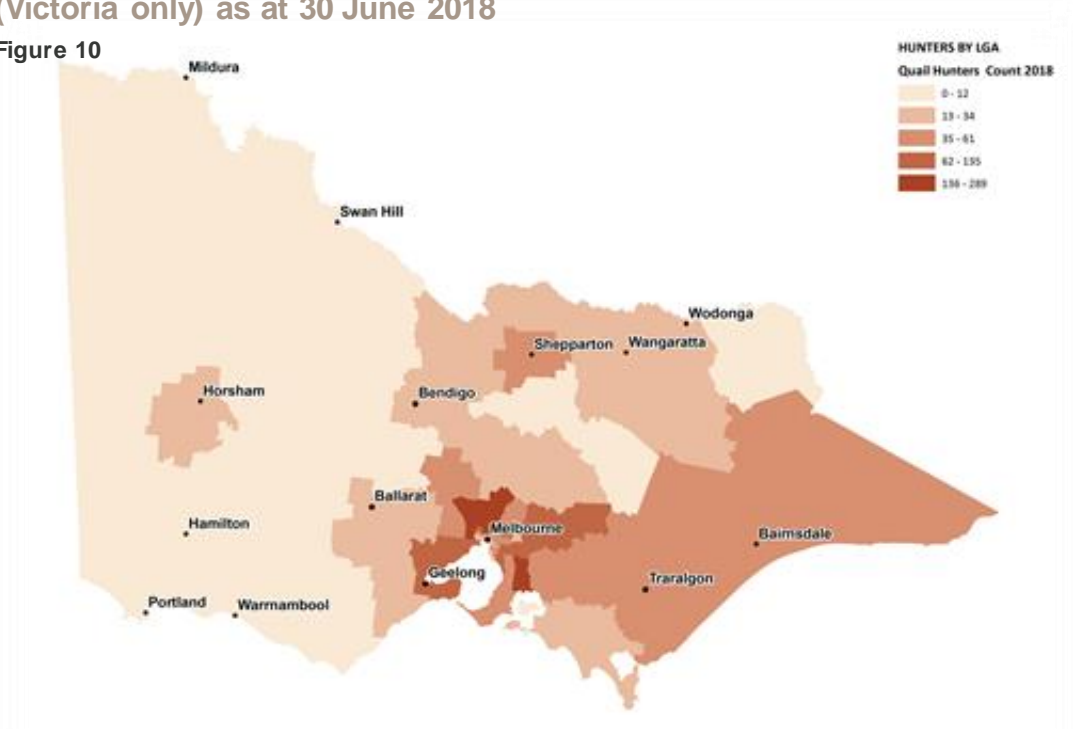 (Victoria only) as at 30 June 2018
Figure 10
HUNTERS BY LGA
Quail Hunters Count 2018
0 - 12
13 - 34
35 - 61
62 - 135
136 - 289
Mildura
Swan Hill
Wodonga
Shepparton
Wangaratta
Horsham
Bendigo
Ballarat
Hamilton
Melbourne
Bairnsdale
Geelong
Traralgon
Portland
Warrnambool